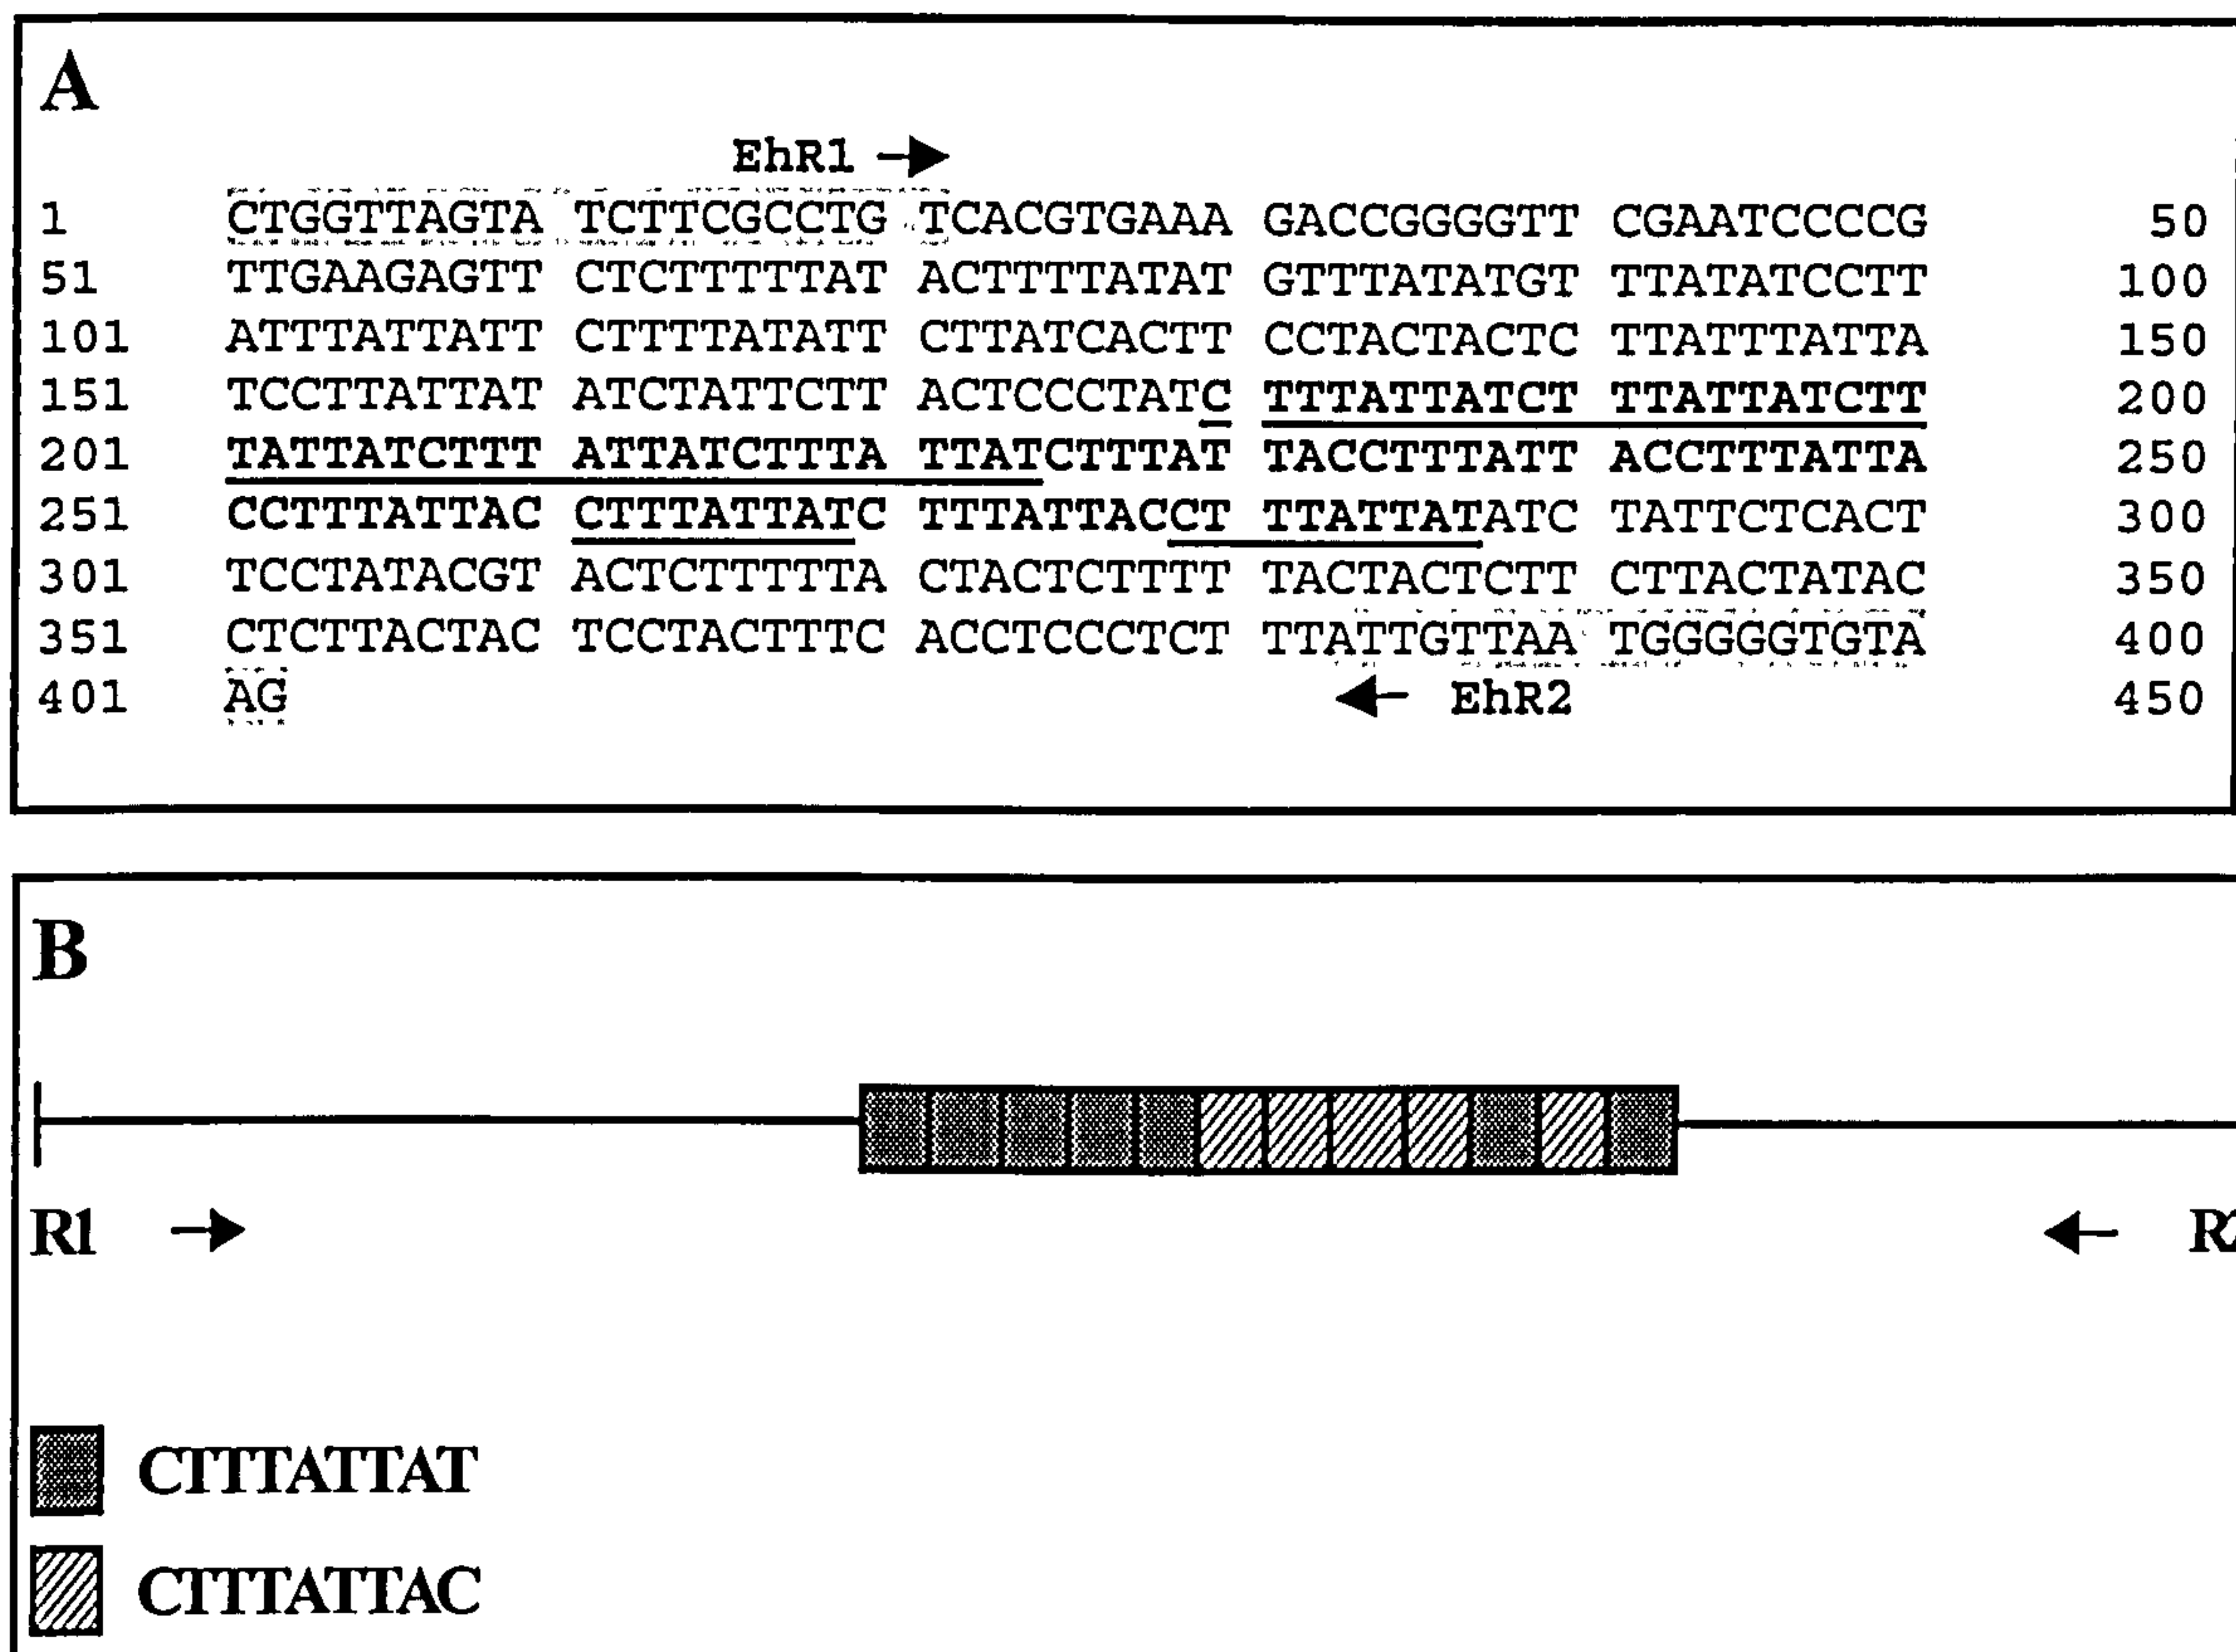 A
EhR1
1 CTGGTTAGTA TCTTCGCCTG TCACGTGAAA GACCGGGGTT CGAATCCCCG 50
51 TTGAAGAGTT CTCTTTTTAT ACTTTTATAT GTTTATATGT TTATATCCTT 100
101 ATTTATTATT CTTTTATATT CTTATCACTT CCTACTACTC TTATTTATTA 150
151 TCCTTATTAT ATCTATTCTT ACTCCCTATC TTTATTATCT TTATTATCTT 200
201 TATTATCTTT ATTATCTTTA TTATCTTTAT TACCTTTATT ACCTTTATTA 250
251 CCTTTATTAC CTTTATTATC TTTATTACCT TTATTATATC TATTCTCACT 300
301 TCCTATACGT ACTCTTTTTA CTACTCTTTT TACTACTCTT CTTACTATAC 350
351 CTCTTACTAC TCCTACTTTC ACCTCCCTCT TTATTGTTAA TGGGGGTGTA 400
401 AG 450
EhR2
B
R1
CTTTATTAT
CTTTATTAC